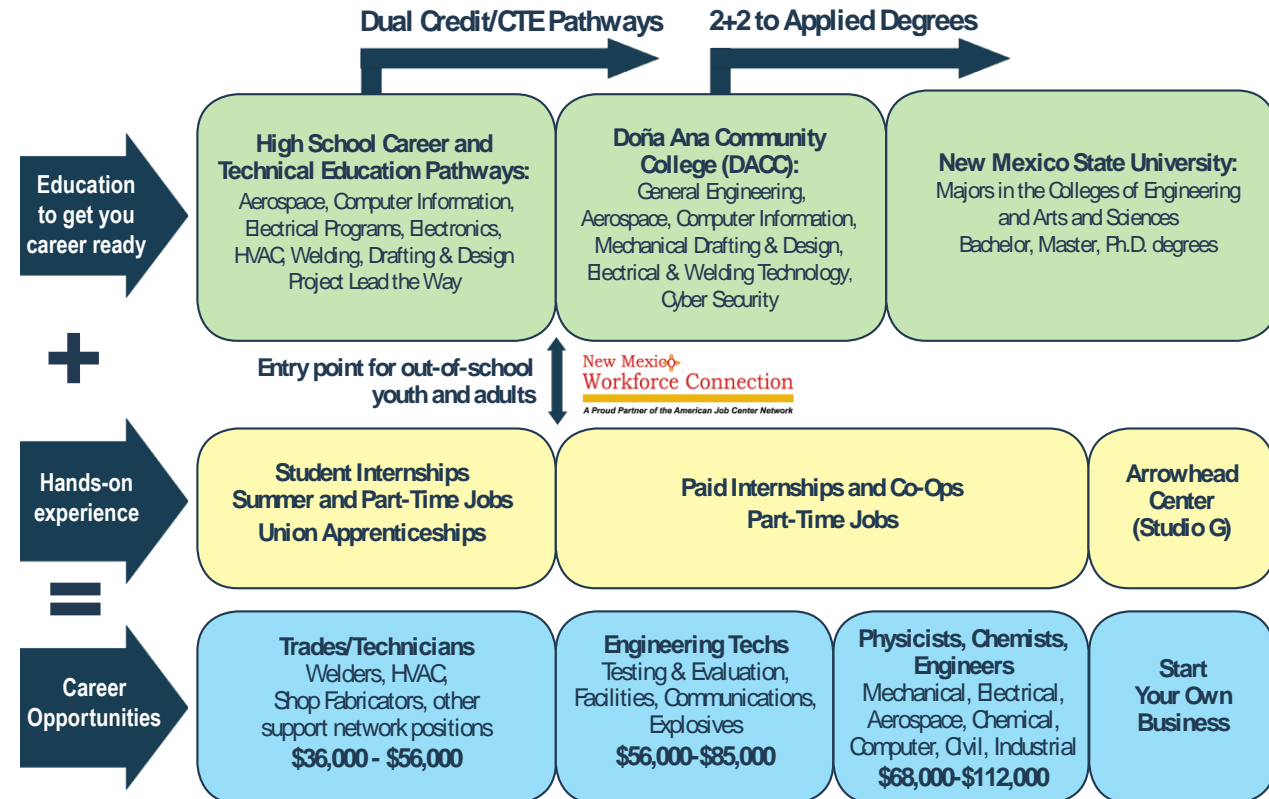 Dual Credit/CTE Pathways
2+2 to Applied Degrees
Education
to get you
career ready
High School Career and
Technical Education Pathways:
Aerospace, Computer Information,
Electrical Programs, Electronics,
HVAC, Welding, Drafting & Design
Project Lead the Way
Doña Ana Community
College (DACC):
General Engineering,
Aerospace, Computer Information,
Mechanical Drafting & Design,
Electrical & Welding Technology,
Cyber Security
New Mexico State University:
Majors in the Colleges of Engineering
and Arts and Sciences
Bachelor, Master, Ph.D. degrees
+
Entry point for out-of-school
youth and adults
New Mexico
Workforce Connection
A Proud Partner of the American Job Center Network
Hands-on
experience
Student Internships
Summer and Part-Time Jobs
Union Apprenticeships
Paid Internships and Co-Ops
Part-Time Jobs
Arrowhead
Center
(Studio G)
=
Career
Opportunities
Trades/Technicians
Welders, HVAC,
Shop Fabricators, other
support network positions
$36,000 - $56,000
Engineering Techs
Testing & Evaluation,
Facilities, Communications,
Explosives
$56,000-$85,000
Physicists, Chemists,
Engineers
Mechanical, Electrical,
Aerospace, Chemical,
Computer, Civil, Industrial
$68,000-$112,000
Start
Your Own
Business